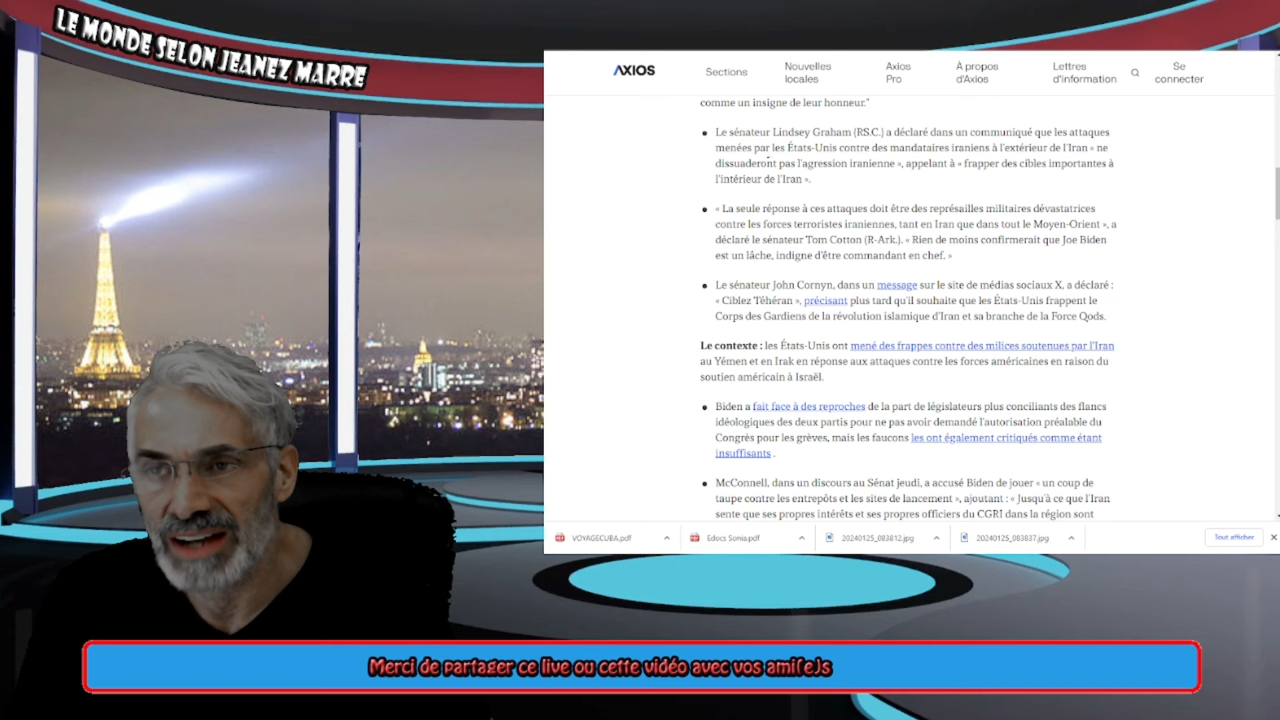 LE MONDE SELON JEANEZ MARRE
AXIOS
Sections
Nouvelles
locales
Axios
Pro
À propos
d'Axios
Lettres
d'information
Se
connecter
comme un insigne de leur honneur."
• Le sénateur Lindsey Graham (RS.C.) a déclaré dans un communiqué que les attaques
menées par les États-Unis contre des mandataires iraniens à l'extérieur de l'Iran « ne
dissuaderont pas l'agression iranienne », appelant à « frapper des cibles importantes à
l'intérieur de l'Iran ».
• « La seule réponse à ces attaques doit être des représailles militaires dévastatrices
contre les forces terroristes iraniennes, tant en Iran que dans tout le Moyen-Orient », a
déclaré le sénateur Tom Cotton (R-Ark.). « Rien de moins confirmerait que Joe Biden
est un lâche, indigne d'être commandant en chef. »
• Le sénateur John Cornyn, dans un message sur le site de médias sociaux X, a déclaré :
« Ciblez Téhéran », précisant plus tard qu'il souhaite que les États-Unis frappent le
Corps des Gardiens de la révolution islamique d'Iran et sa branche de la Force Qods.
Le contexte : les États-Unis ont mené des frappes contre des milices soutenues par l'Iran
au Yémen et en Irak en réponse aux attaques contre les forces américaines en raison du
soutien américain à Israël.
• Biden a fait face à des reproches de la part de législateurs plus conciliants des flancs
idéologiques des deux partis pour ne pas avoir demandé l'autorisation préalable du
Congrès pour les grèves, mais les faucons les ont également critiqués comme étant
insuffisants .
• McConnell, dans un discours au Sénat jeudi, a accusé Biden de jouer « un coup de
taupe contre les entrepôts et les sites de lancement », ajoutant : « Jusqu'à ce que l'Iran
sente que ses propres intérêts et ses propres officiers du CGRI dans la région sont
VOYAGECUBA.pdf
Edocs Sonia.pdf
20240125_083812.jpg
20240125_083837.jpg
Tout afficher
Merci de partager ce live ou cette vidéo avec vos ami(e)s